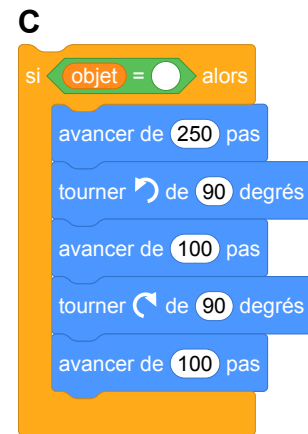 C
si objet = alors
avancer de 250 pas
tourner de 90 degrés
avancer de 100 pas
tourner de 90 degrés
avancer de 100 pas